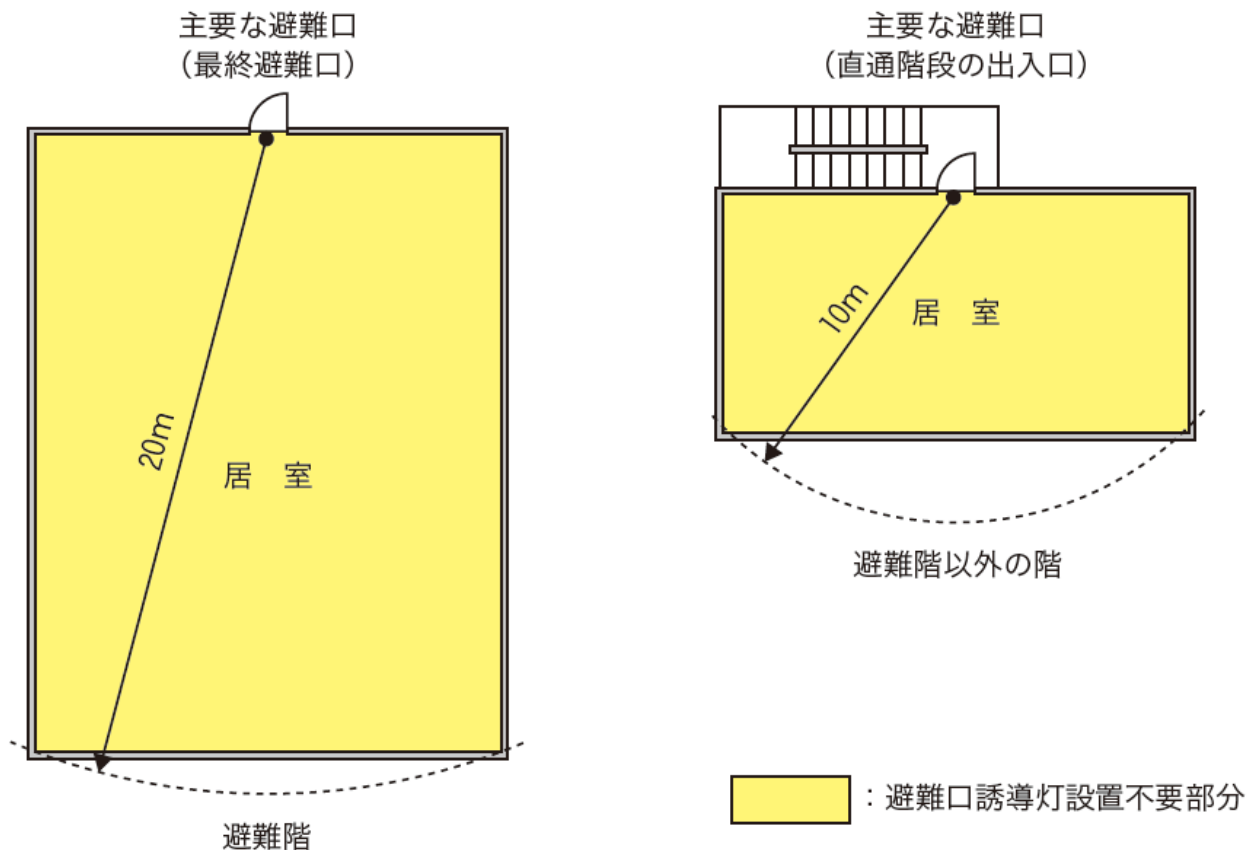 主要な避難口
（最終避難口）
20m
居　室
避難階
主要な避難口
（直通階段の出入口）
10m
居　室
避難階以外の階
：避難口誘導灯設置不要部分